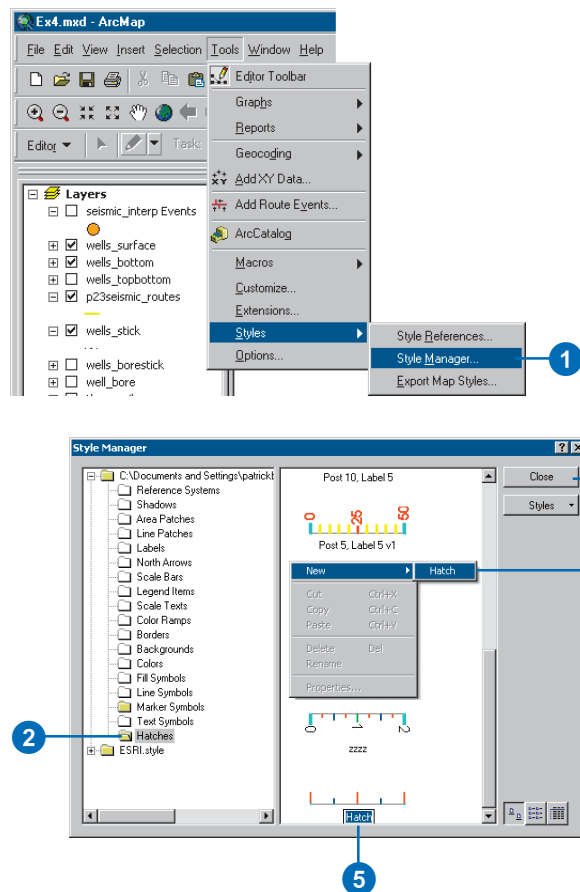 Ex4.mxd - ArcMap
File Edit View Insert Selection Tools Window Help
Editor Toolbar
Graphs
Reports
Geocoding
Add XY Data...
Add Route Events...
ArcCatalog
Macros
Customize...
Extensions...
Styles
Options...
Style References...
Style Manager...
Export Map Styles...
1
Editor
Task:
Layers
seismic_interp Events
wells_surface
wells_bottom
wells_topbottom
p23seismic_routes
wells_stick
wells_borestick
well_bore
Style Manager
C:\Documents and Settings\patrickb
Reference Systems
Shadows
Area Patches
Line Patches
Labels
North Arrows
Scale Bars
Legend Items
Scale Texts
Color Ramps
Borders
Backgrounds
Colors
Fill Symbols
Line Symbols
Marker Symbols
Text Symbols
Hatches
ESRI.style
2
Post 10, Label 5
0 25 50
Post 5, Label 5 v1
New
Hatch
Cut Ctrl+X
Copy Ctrl+C
Paste Ctrl+V
Delete Del
Rename
Properties...
0 1 2
zzzz
Hatch
5
Close
Styles